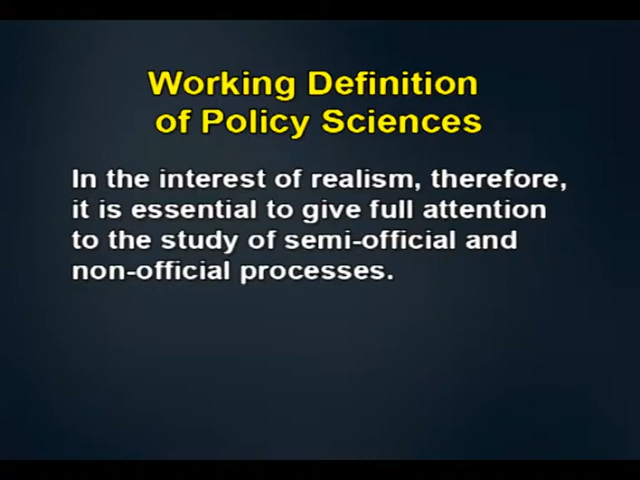 Working Definition
of Policy Sciences
In the interest of realism, therefore,
it is essential to give full attention
to the study of semi-official and
non-official processes.